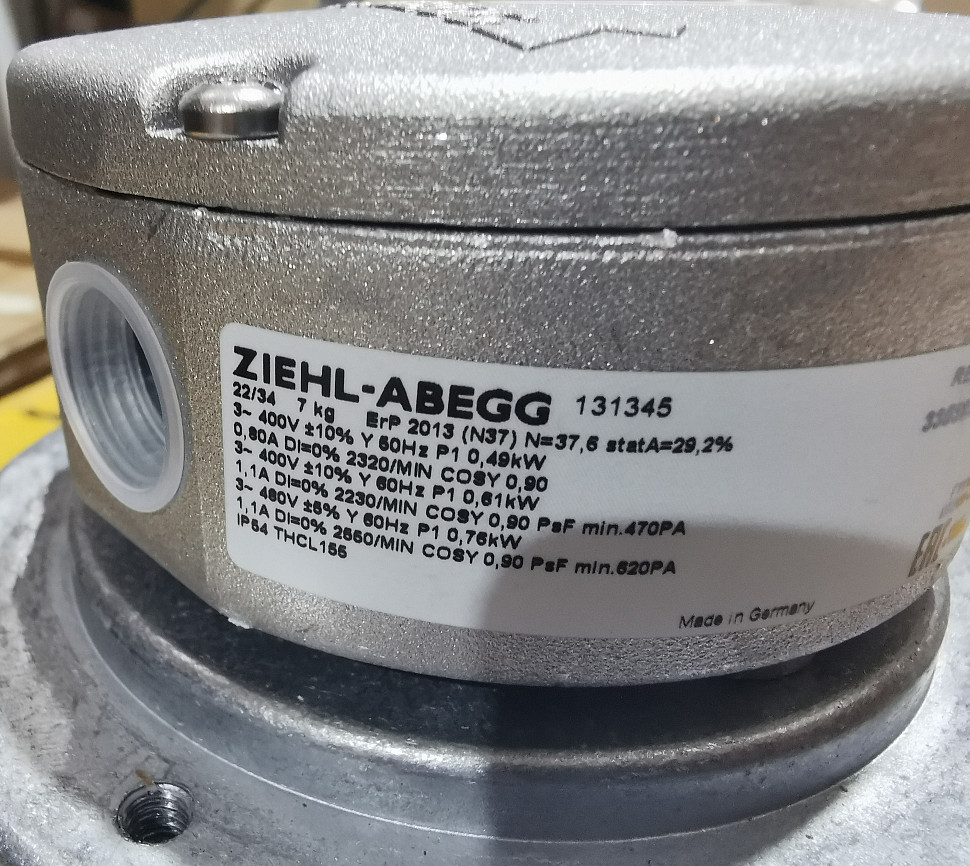 ZIEHL-ABEGG 131345
22/34 7 kg ErP 2013 (N37) N=37,6 statA=29,2%
3~ 400V ±10% Y 50Hz P1 0,49kW
0,80A DI=0% 2320/MIN COSY 0,90
3~ 400V ±10% Y 60Hz P1 0,61kW
1,1A DI=0% 2230/MIN COSY 0,90 PsF min.470PA
3~ 460V ±5% Y 60Hz P1 0,76kW
1,1A DI=0% 2550/MIN COSY 0,90 PsF min.620PA
IP54 THCL155
Made in Germany